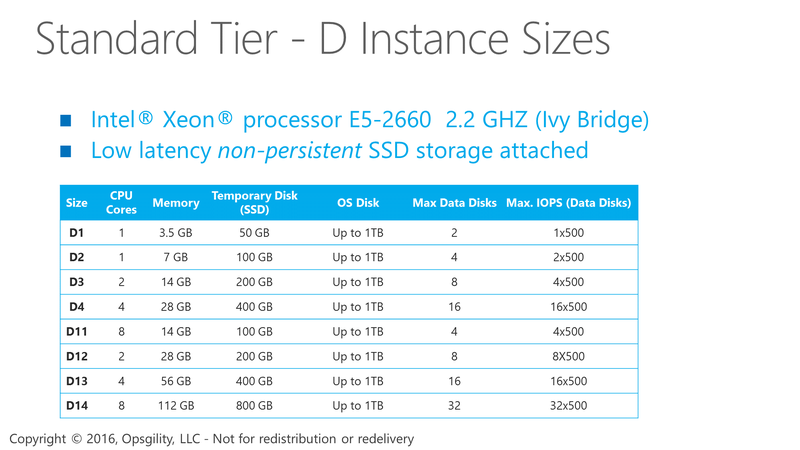 Standard Tier - D Instance Sizes
■ Intel® Xeon® processor E5-2660 2.2 GHZ (Ivy Bridge)
■ Low latency non-persistent SSD storage attached
Size CPU Cores Memory Temporary Disk (SSD) OS Disk Max Data Disks Max. IOPS (Data Disks)
D1 1 3.5 GB 50 GB Up to 1TB 2 1x500
D2 1 7 GB 100 GB Up to 1TB 4 2x500
D3 2 14 GB 200 GB Up to 1TB 8 4x500
D4 4 28 GB 400 GB Up to 1TB 16 16x500
D11 8 14 GB 100 GB Up to 1TB 4 4x500
D12 2 28 GB 200 GB Up to 1TB 8 8X500
D13 4 56 GB 400 GB Up to 1TB 16 16x500
D14 8 112 GB 800 GB Up to 1TB 32 32x500
Copyright © 2016, Opsgility, LLC - Not for redistribution or redelivery